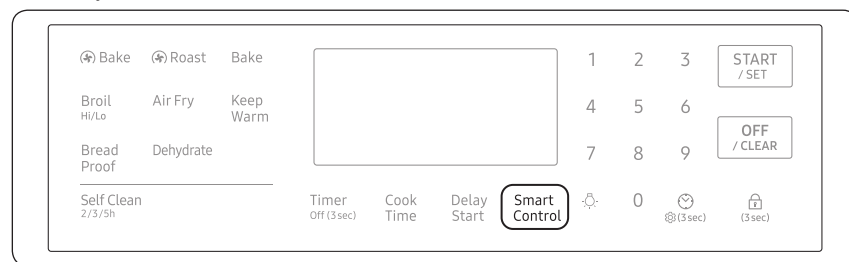 Bake Roast Bake
Broil
Hi/Lo
Air Fry
Keep
Warm
Bread
Proof
Dehydrate
Self Clean
2/3/5h
Timer
Off (3 sec)
Cook
Time
Delay
Start
Smart
Control
1 2 3
4 5 6
7 8 9
0
(3 sec)
START
/ SET
OFF
/ CLEAR
(3 sec)